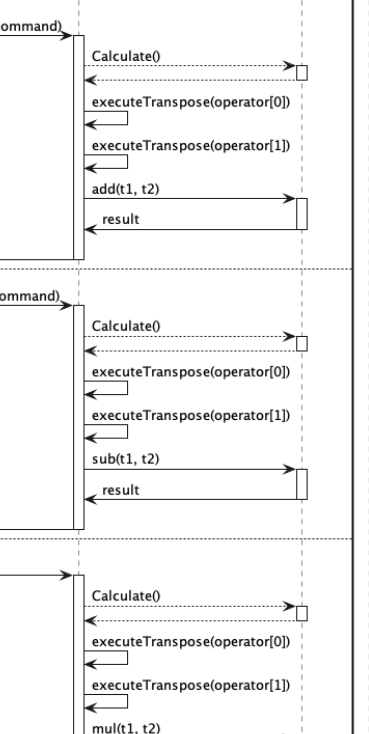 ommand)
Calculate()
executeTranspose(operator[0])
executeTranspose(operator[1])
add(t1, t2)
result
ommand)
Calculate()
executeTranspose(operator[0])
executeTranspose(operator[1])
sub(t1, t2)
result
Calculate()
executeTranspose(operator[0])
executeTranspose(operator[1])
mul(t1, t2)